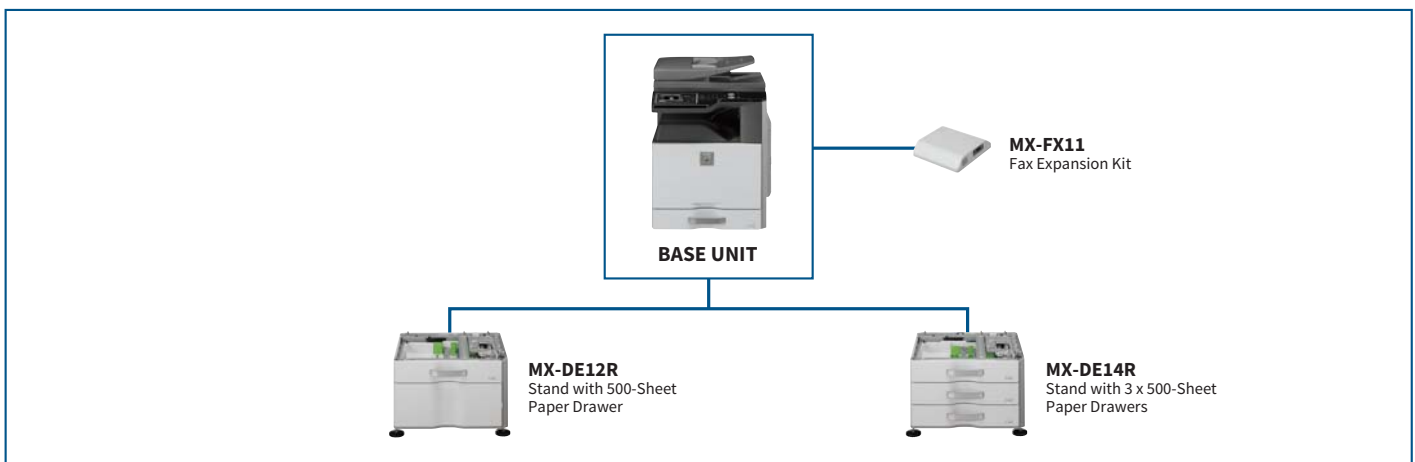 BASE UNIT
MX-FX11
Fax Expansion Kit
MX-DE12R
Stand with 500-Sheet
Paper Drawer
MX-DE14R
Stand with 3 x 500-Sheet
Paper Drawers